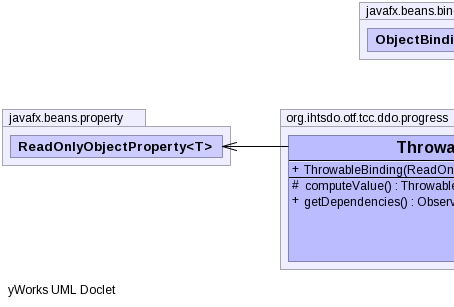 javafx.beans.bin
ObjectBindin
javafx.beans.property
ReadOnlyObjectProperty<T>
org.ihtsdo.otf.tcc.ddo.progress
Throwa
+ ThrowableBinding(ReadOn
# computeValue() : Throwable
+ getDependencies() : Observ
yWorks UML Doclet